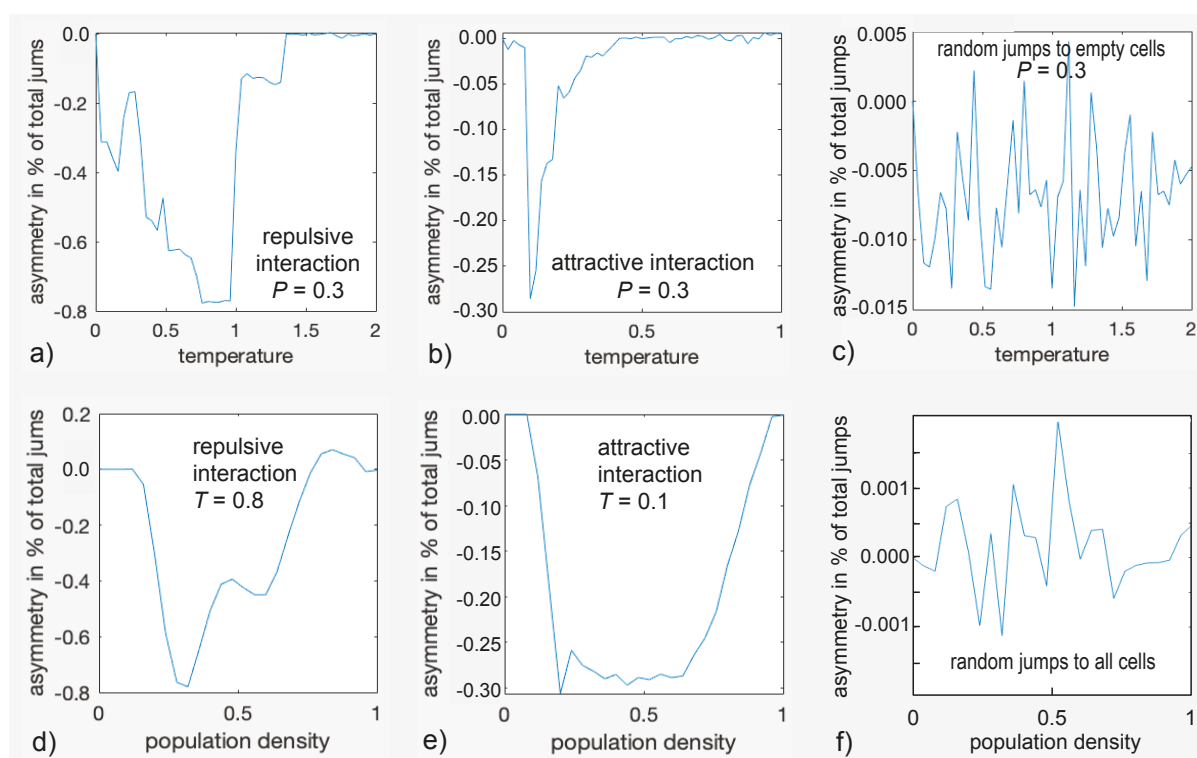 asymmetry in % of total jums
0.0
-0.2
-0.4
-0.6
-0.8
repulsive
interaction
P = 0.3
0
0.5
1
1.5
2
temperature
a)
asymmetry in % of total jums
0.00
-0.05
-0.10
-0.15
-0.20
-0.25
-0.30
attractive interaction
P = 0.3
0
0.5
1
temperature
b)
asymmetry in % of total jumps
0.005
0.000
-0.005
-0.010
-0.015
random jumps to empty cells
P = 0.3
0
0.5
1
1.5
2
temperature
c)
asymmetry in % of total jums
0.2
0.0
-0.2
-0.4
-0.6
-0.8
repulsive
interaction
T = 0.8
0
0.5
1
population density
d)
asymmetry in % of total jums
0.00
-0.05
-0.10
-0.15
-0.20
-0.25
-0.30
attractive
interaction
T = 0.1
0
0.5
1
population density
e)
asymmetry in % of total jumps
0.001
0.000
-0.001
random jumps to all cells
0
0.5
1
population density
f)